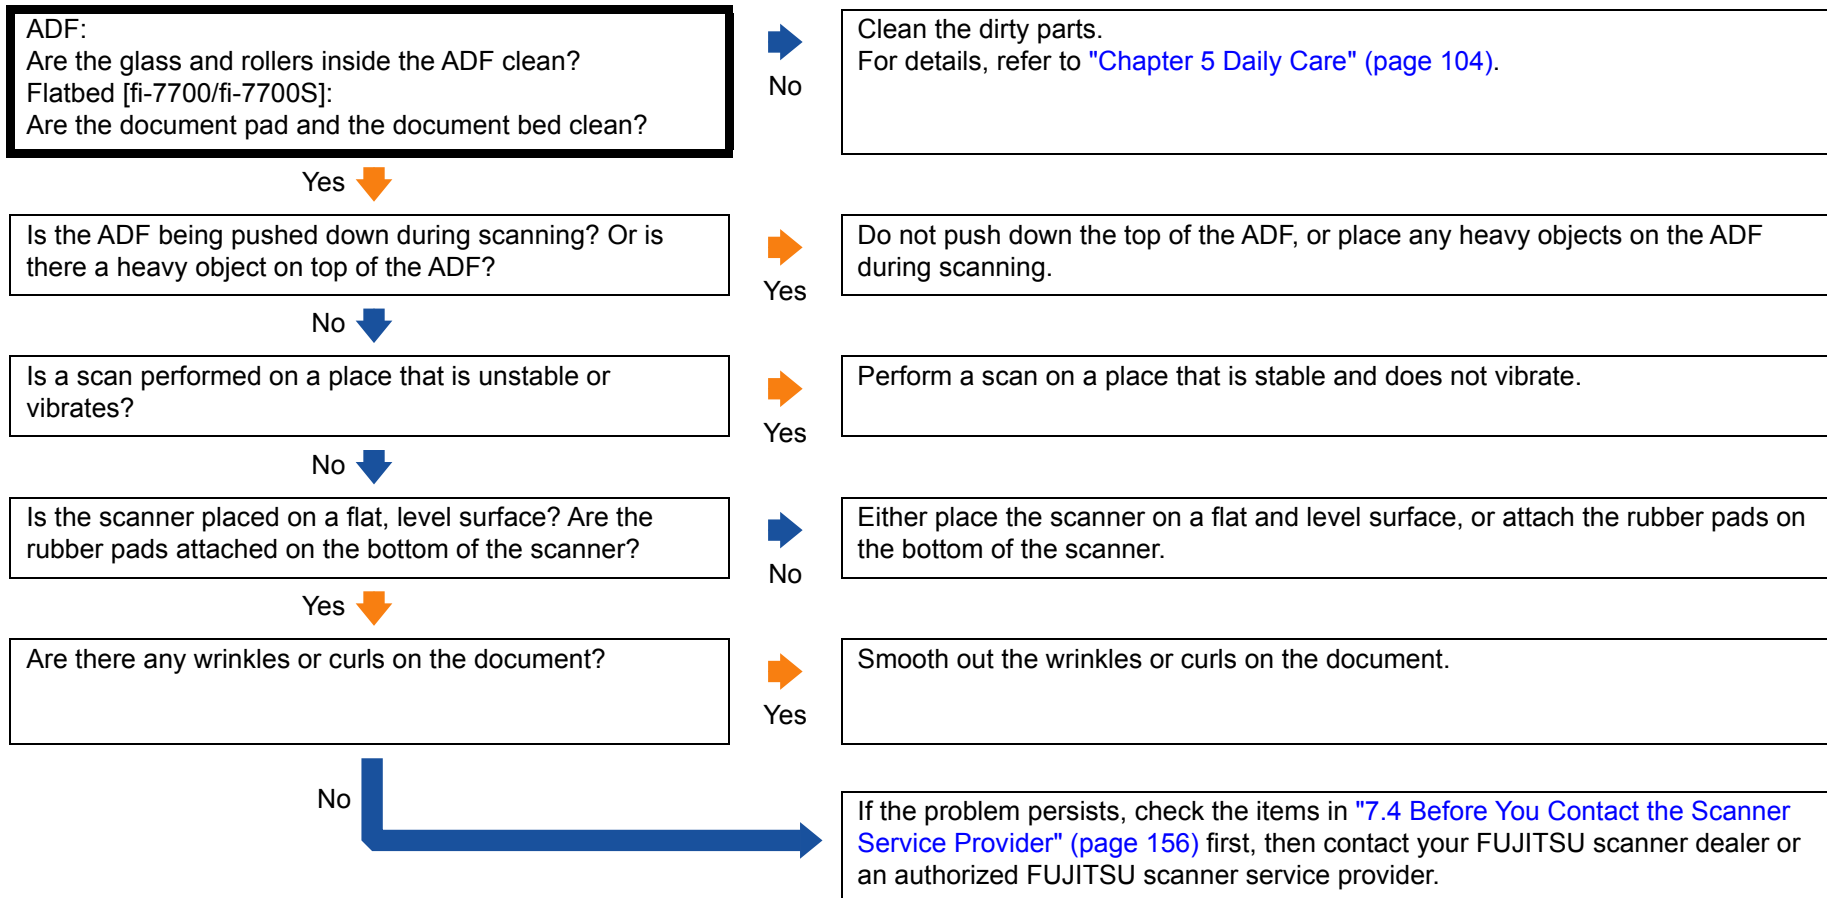 ADF:
Are the glass and rollers inside the ADF clean?
Flatbed [fi-7700/fi-7700S]:
Are the document pad and the document bed clean?
No
Clean the dirty parts.
For details, refer to "Chapter 5 Daily Care" (page 104).
Yes
Is the ADF being pushed down during scanning? Or is
there a heavy object on top of the ADF?
Yes
Do not push down the top of the ADF, or place any heavy objects on the ADF
during scanning.
No
Is a scan performed on a place that is unstable or
vibrates?
Yes
Perform a scan on a place that is stable and does not vibrate.
No
Is the scanner placed on a flat, level surface? Are the
rubber pads attached on the bottom of the scanner?
No
Either place the scanner on a flat and level surface, or attach the rubber pads on
the bottom of the scanner.
Yes
Are there any wrinkles or curls on the document?
Yes
Smooth out the wrinkles or curls on the document.
No
If the problem persists, check the items in "7.4 Before You Contact the Scanner
Service Provider" (page 156) first, then contact your FUJITSU scanner dealer or
an authorized FUJITSU scanner service provider.